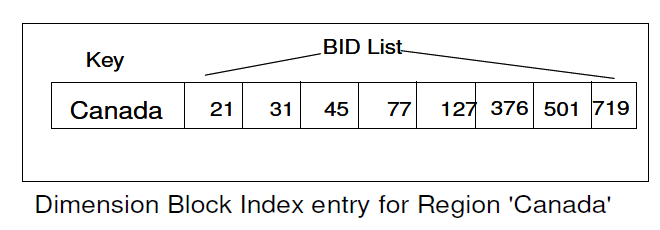 BID List
Key
Canada 21 31 45 77 127 376 501 719
Dimension Block Index entry for Region 'Canada'